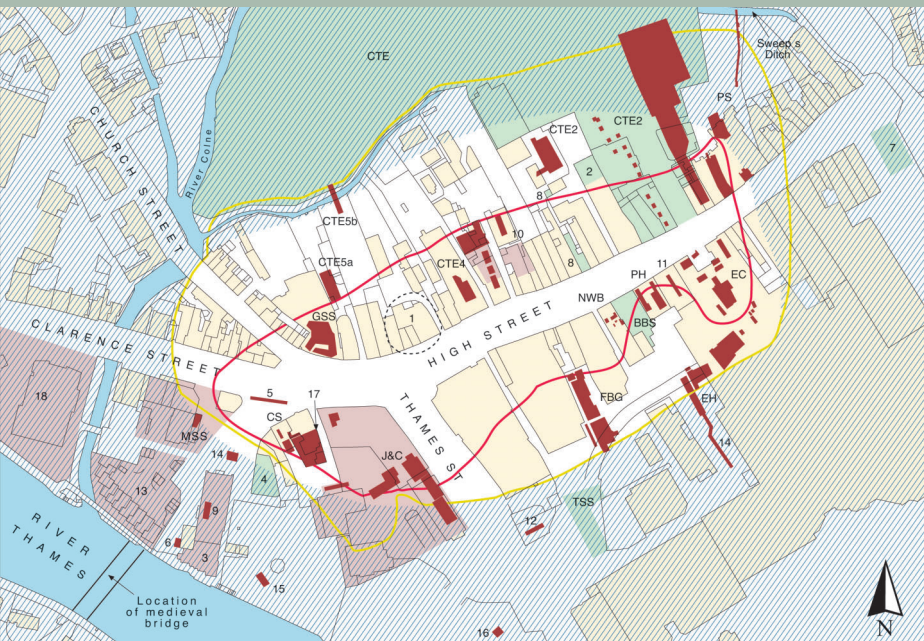 CTE
Sweep s
Ditch
PS
CHURCH STREET
River Colne
CTE2
CTE2
2
7
8
CTE5b
10
CTE5a
CTE4
8
11
PH
EC
GSS
1
NWB
BBS
HIGH STREET
CLARENCE STREET
18
5
17
CS
THAMES ST
FBG
EH
MSS
14
J&C
14
4
13
9
TSS
12
RIVER
THAMES
6
3
15
Location
of medieval
bridge
16
N